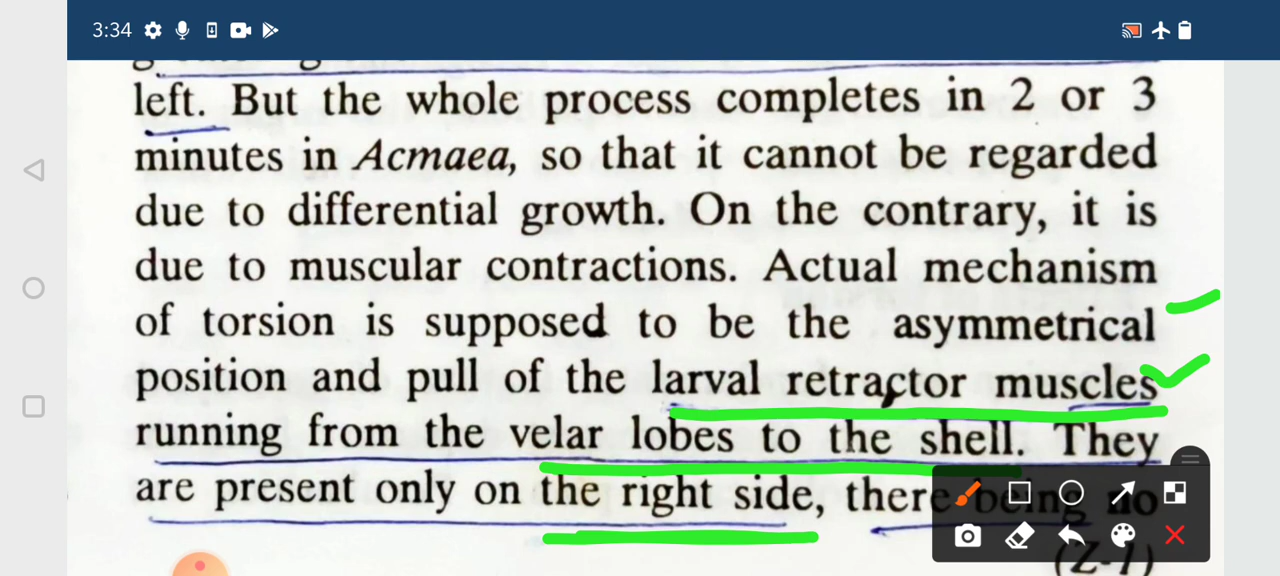 3:34
left. But the whole process completes in 2 or 3
minutes in Acmaea, so that it cannot be regarded
due to differential growth. On the contrary, it is
due to muscular contractions. Actual mechanism
of torsion is supposed to be the asymmetrical
position and pull of the larval retractor muscles
running from the velar lobes to the shell. They
are present only on the right side, there being no
(Z-1)